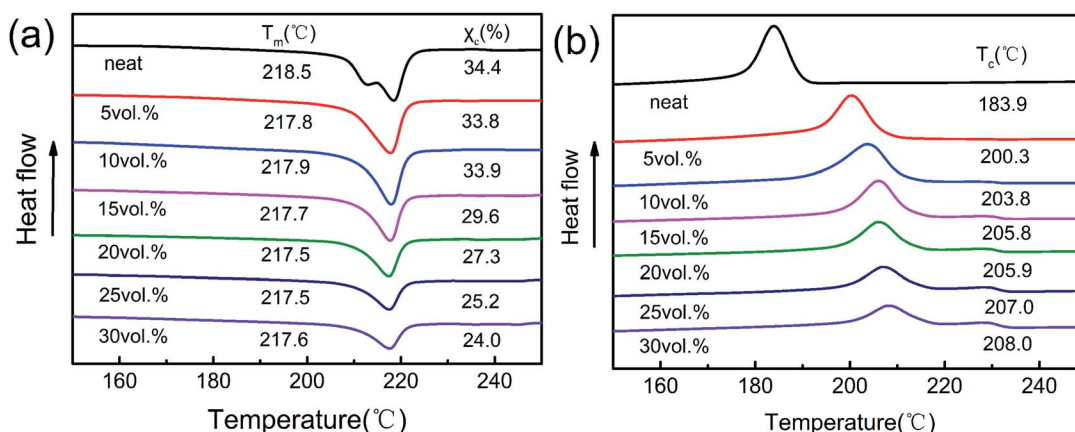 (a)
T_m(℃) χ_c(%)
neat 218.5 34.4
5vol.% 217.8 33.8
10vol.% 217.9 33.9
15vol.% 217.7 29.6
20vol.% 217.5 27.3
25vol.% 217.5 25.2
30vol.% 217.6 24.0
Heat flow
160 180 200 220 240
Temperature(℃)
(b)
T_c(℃)
neat 183.9
5vol.% 200.3
10vol.% 203.8
15vol.% 205.8
20vol.% 205.9
25vol.% 207.0
30vol.% 208.0
Heat flow
160 180 200 220 240
Temperature(℃)